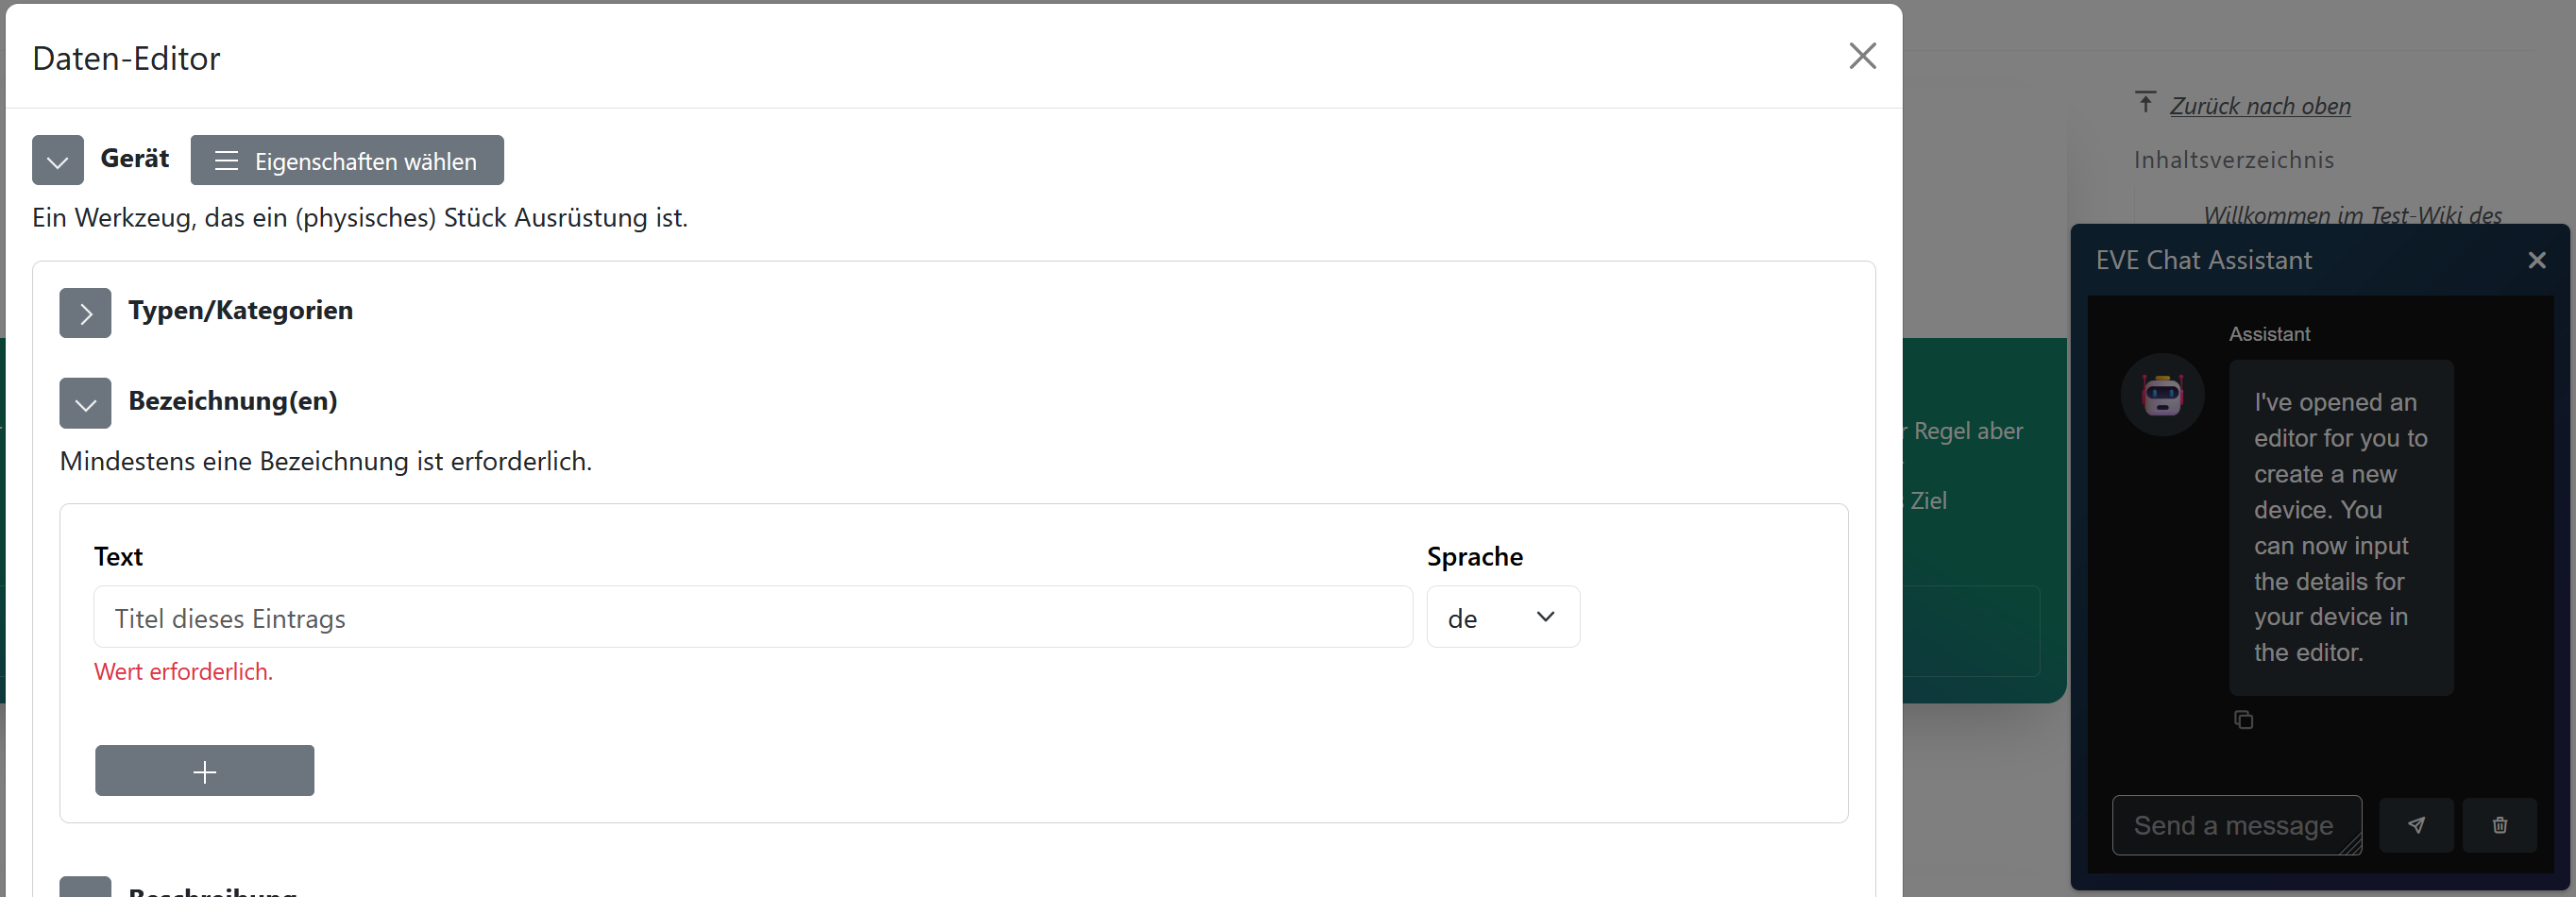 Daten-Editor
Gerät
Eigenschaften wählen
Ein Werkzeug, das ein (physisches) Stück Ausrüstung ist.
Typen/Kategorien
Bezeichnung(en)
Mindestens eine Bezeichnung ist erforderlich.
Text
Sprache
Titel dieses Eintrags
de
Wert erforderlich.
Beschreibung
Zurück nach oben
Inhaltsverzeichnis
Willkommen im Test-Wiki des
Regel aber
Ziel
EVE Chat Assistant
Assistant
I've opened an
editor for you to
create a new
device. You
can now input
the details for
your device in
the editor.
Send a message